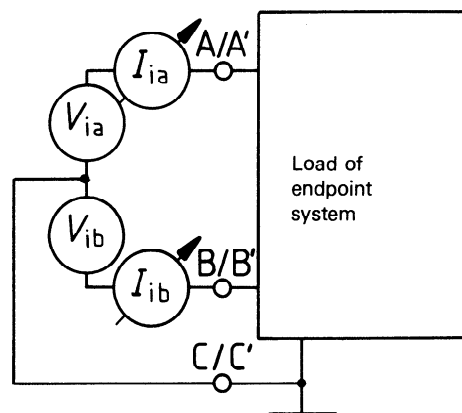 A/A'
I_ia
V_ia
Load of
endpoint
system
V_ib
B/B'
I_ib
C/C'